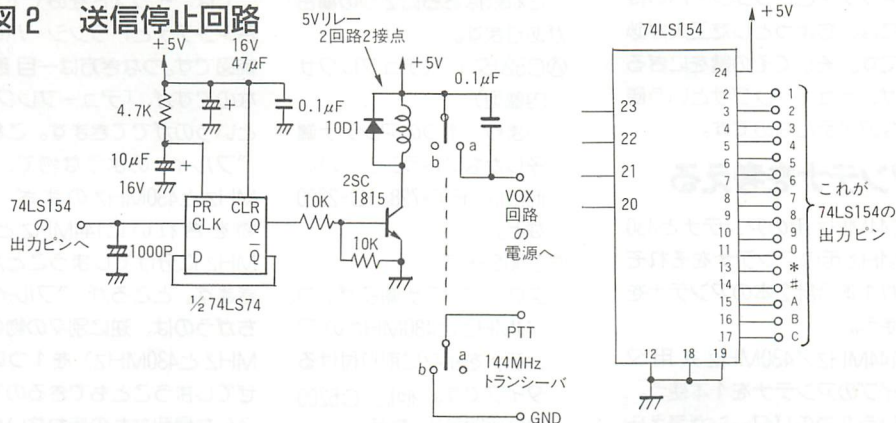 図2 送信停止回路
+5V
16V
47μF
4.7K
10μF
16V
0.1μF
74LS154
の
出力ピンへ
1000P
PR CLR
CLK Q
D Q
½ 74LS74
10K
10K
2SC
1815
5Vリレー
2回路2接点
+5V
10D1
0.1μF
b a
VOX
回路
の
電源へ
PTT
b a
144MHz
トランシーバ
GND
74LS154
+5V
24
23
22
21
20
2 1
3 2
4 3
5 4
6 5
7 6
8 7
9 8
10 9
11 0
13 *
14 #
15 A
16 B
17 C
12 18 19
これが
74LS154の
出力ピン